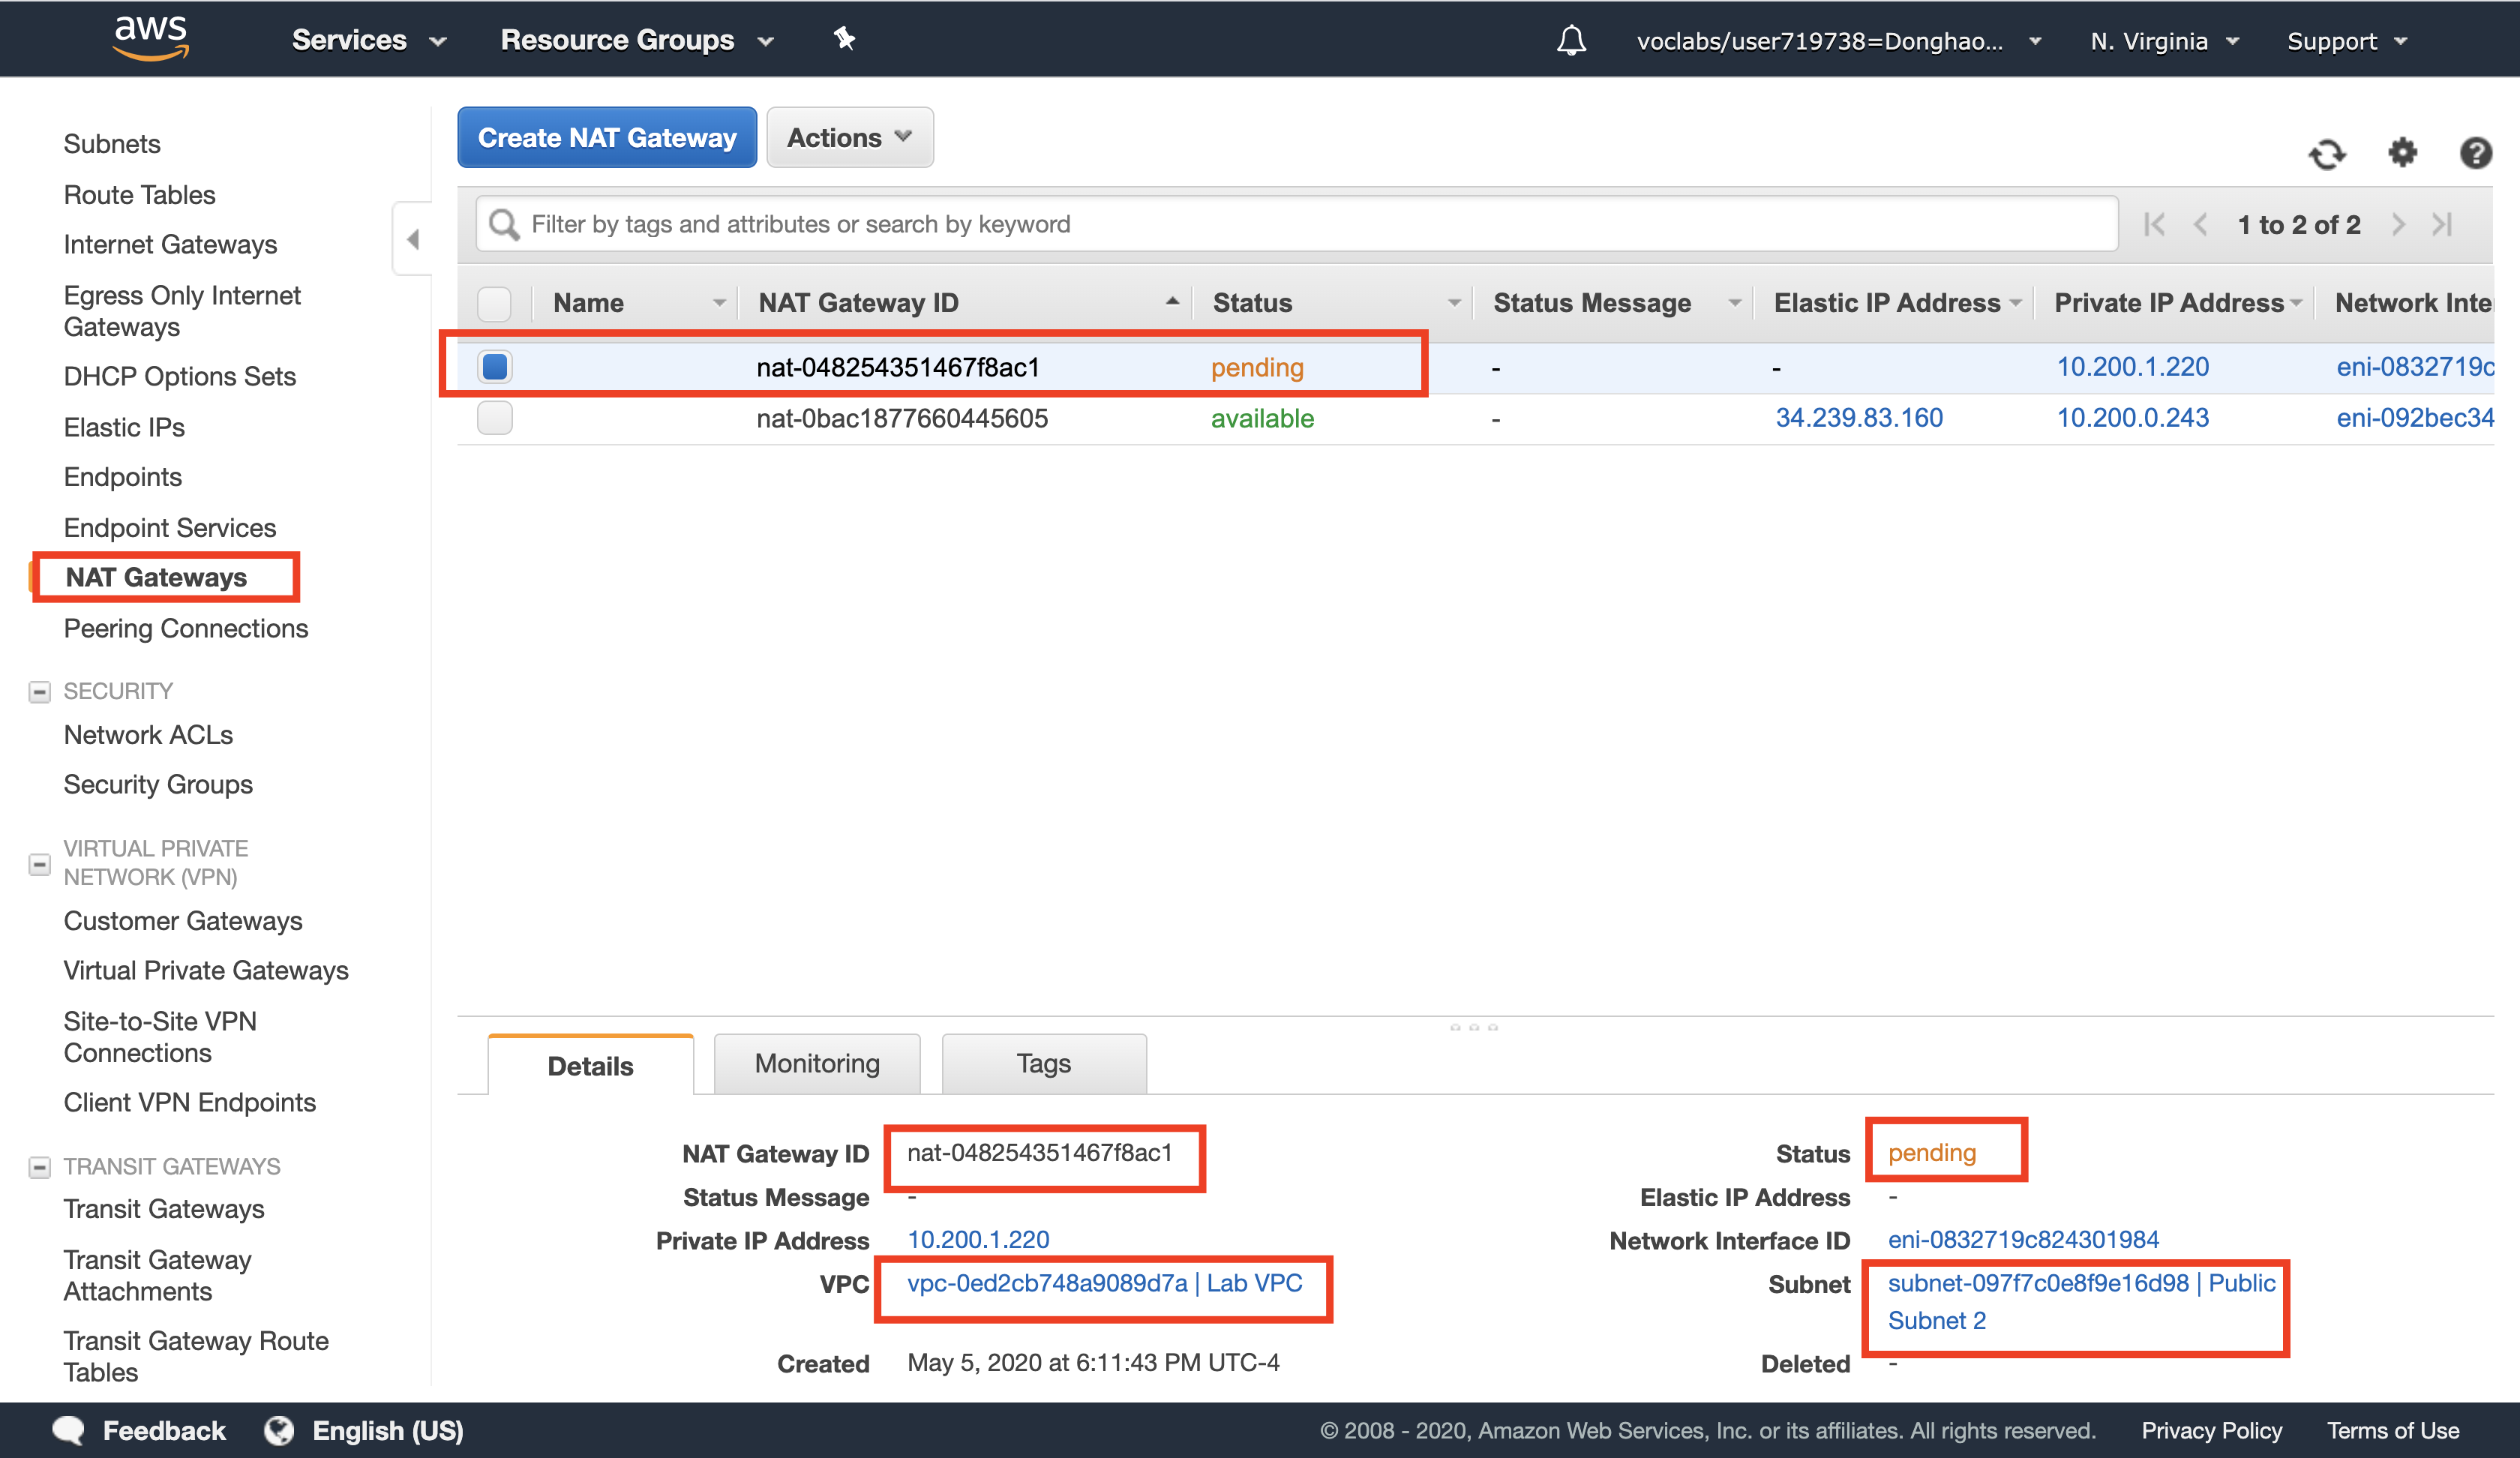 aws
Services
Resource Groups
voclabs/user719738=Donghao...
N. Virginia
Support
Subnets
Route Tables
Internet Gateways
Egress Only Internet
Gateways
DHCP Options Sets
Elastic IPs
Endpoints
Endpoint Services
NAT Gateways
Peering Connections
SECURITY
Network ACLs
Security Groups
VIRTUAL PRIVATE
NETWORK (VPN)
Customer Gateways
Virtual Private Gateways
Site-to-Site VPN
Connections
Client VPN Endpoints
TRANSIT GATEWAYS
Transit Gateways
Transit Gateway
Attachments
Transit Gateway Route
Tables
Create NAT Gateway
Actions
Filter by tags and attributes or search by keyword
1 to 2 of 2
Name NAT Gateway ID Status Status Message Elastic IP Address Private IP Address Network Inte
nat-048254351467f8ac1 pending - - 10.200.1.220 eni-0832719c
nat-0bac1877660445605 available - 34.239.83.160 10.200.0.243 eni-092bec34
Details
Monitoring
Tags
NAT Gateway ID nat-048254351467f8ac1
Status pending
Status Message -
Elastic IP Address -
Private IP Address 10.200.1.220
Network Interface ID eni-0832719c824301984
VPC vpc-0ed2cb748a9089d7a | Lab VPC
Subnet subnet-097f7c0e8f9e16d98 | Public
Subnet 2
Created May 5, 2020 at 6:11:43 PM UTC-4
Deleted -
Feedback
English (US)
© 2008 - 2020, Amazon Web Services, Inc. or its affiliates. All rights reserved.
Privacy Policy
Terms of Use